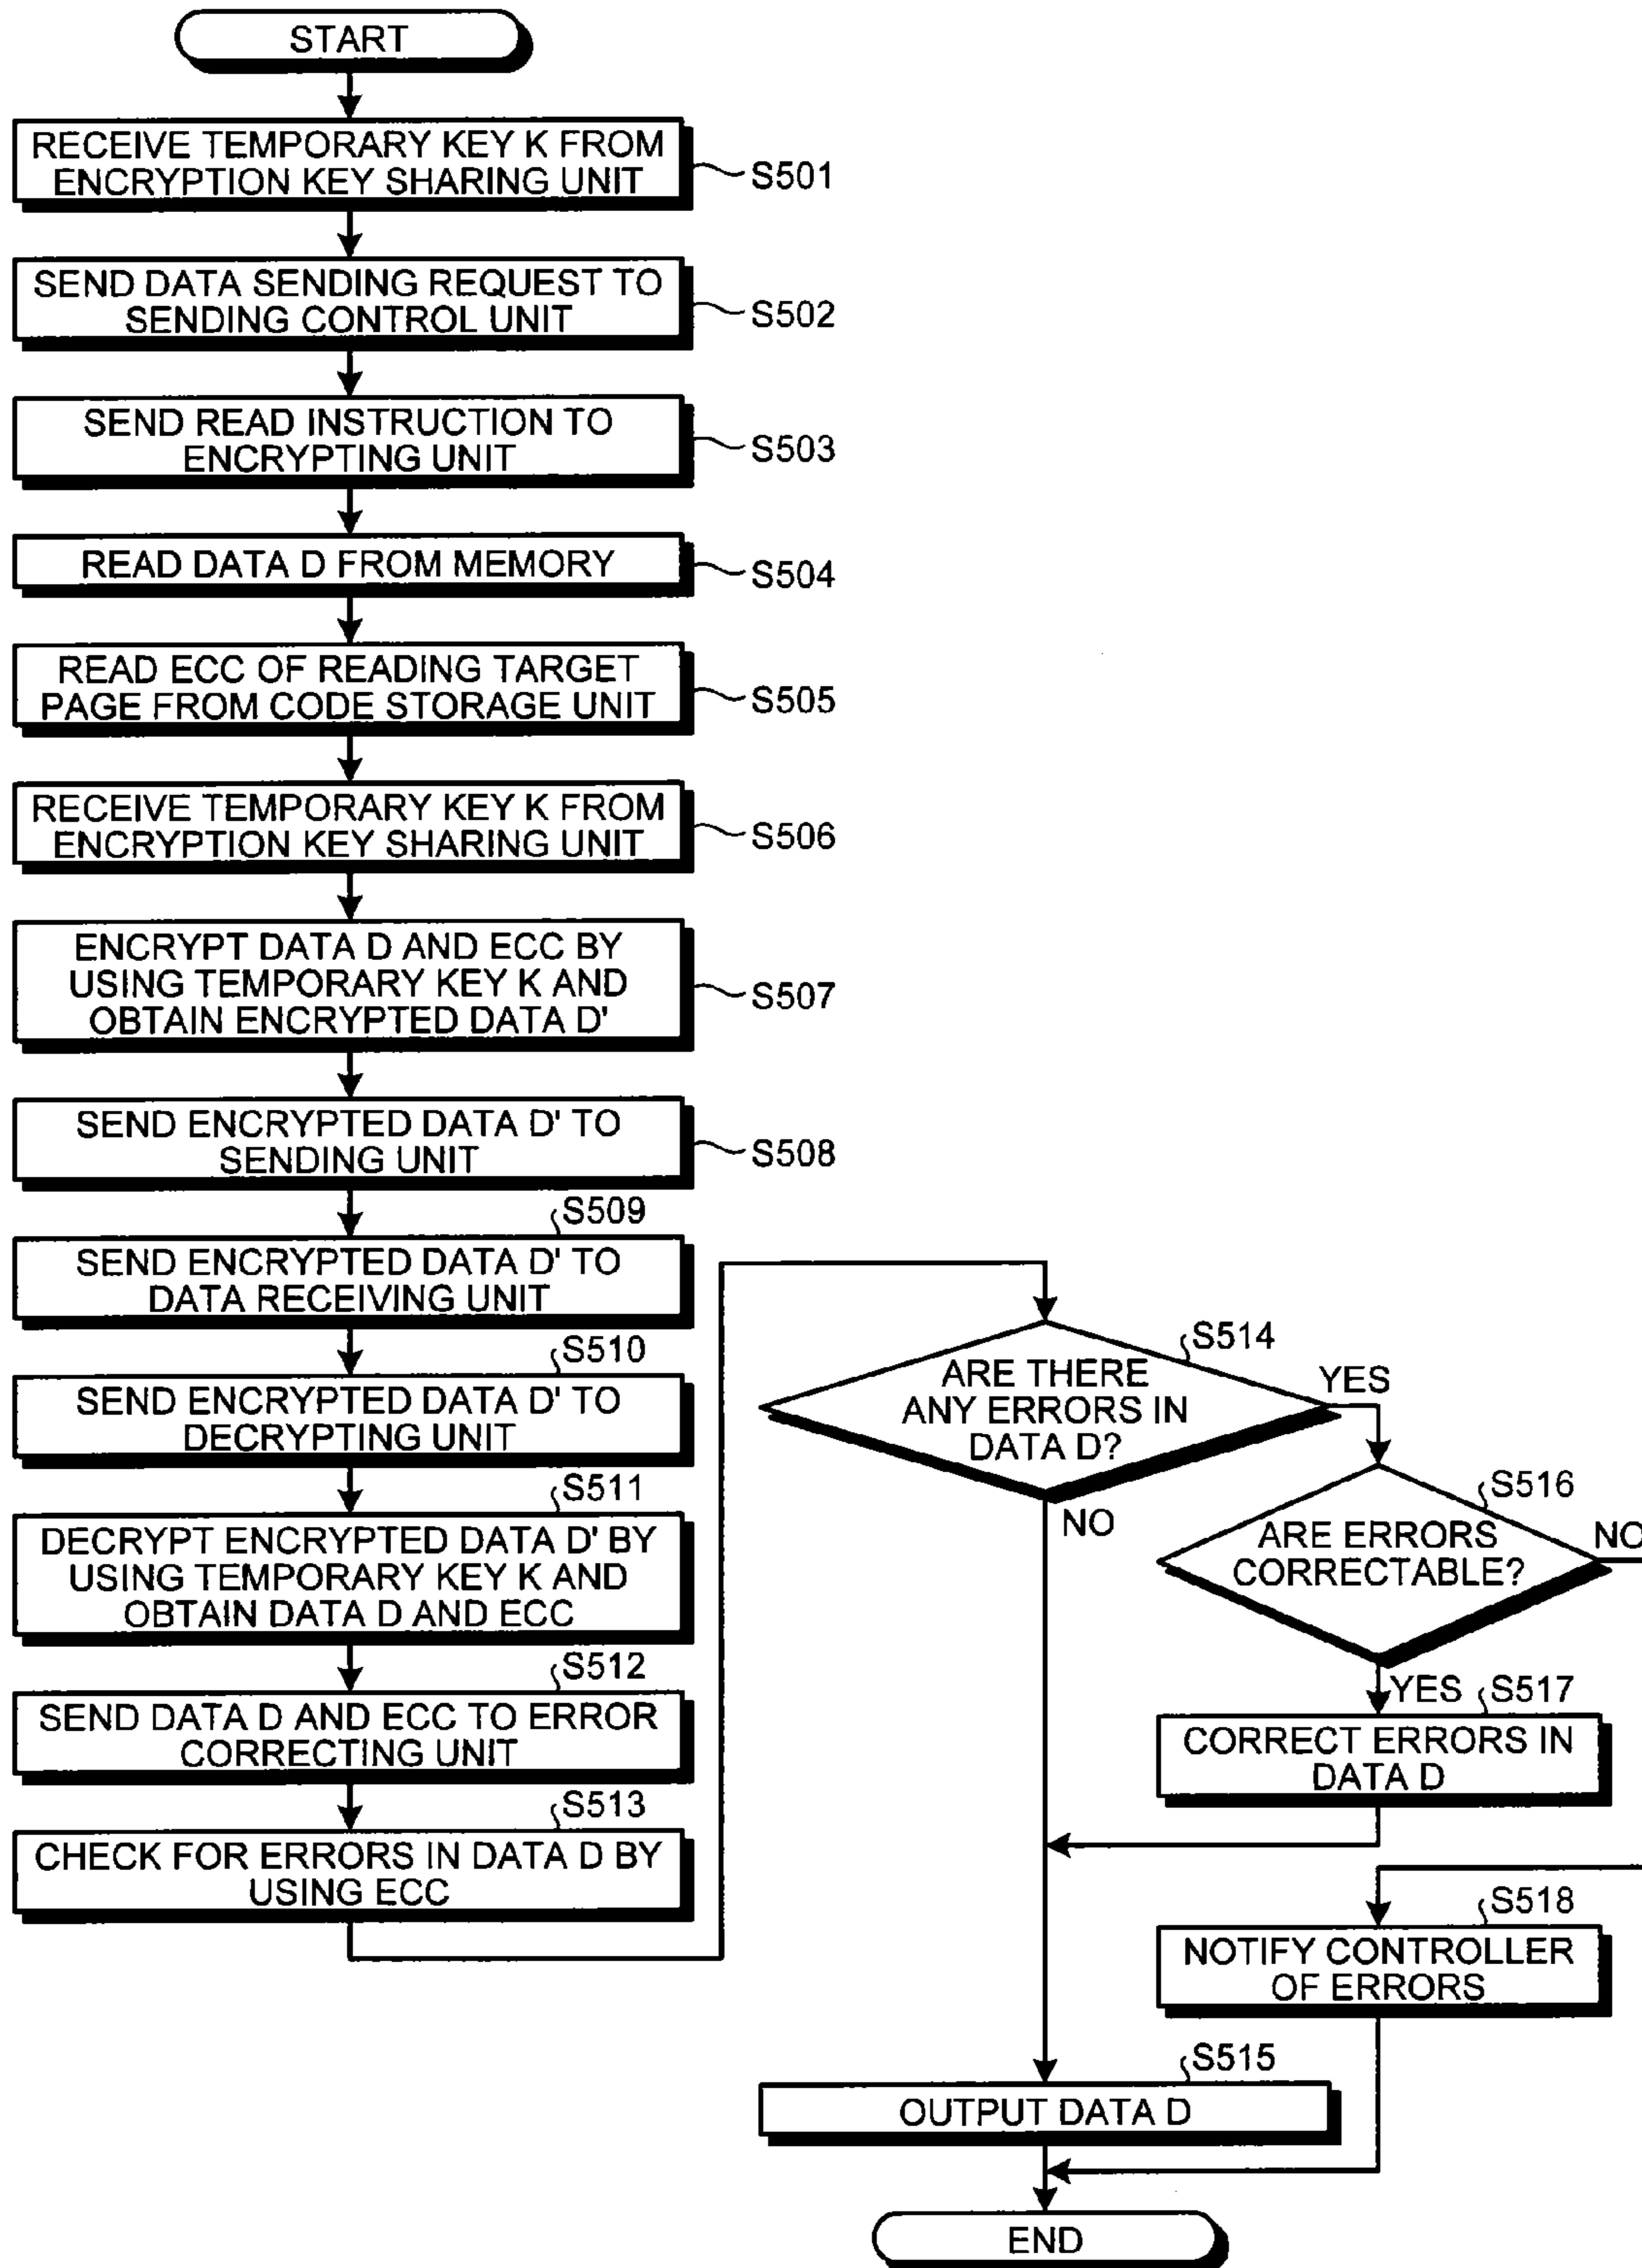 START
RECEIVE TEMPORARY KEY K FROM
ENCRYPTION KEY SHARING UNIT
S501
SEND DATA SENDING REQUEST TO
SENDING CONTROL UNIT
S502
SEND READ INSTRUCTION TO
ENCRYPTING UNIT
S503
READ DATA D FROM MEMORY
S504
READ ECC OF READING TARGET
PAGE FROM CODE STORAGE UNIT
S505
RECEIVE TEMPORARY KEY K FROM
ENCRYPTION KEY SHARING UNIT
S506
ENCRYPT DATA D AND ECC BY
USING TEMPORARY KEY K AND
OBTAIN ENCRYPTED DATA D'
S507
SEND ENCRYPTED DATA D' TO
SENDING UNIT
S508
S509
SEND ENCRYPTED DATA D' TO
DATA RECEIVING UNIT
S510
SEND ENCRYPTED DATA D' TO
DECRYPTING UNIT
S511
DECRYPT ENCRYPTED DATA D' BY
USING TEMPORARY KEY K AND
OBTAIN DATA D AND ECC
S512
SEND DATA D AND ECC TO ERROR
CORRECTING UNIT
S513
CHECK FOR ERRORS IN DATA D BY
USING ECC
S514
ARE THERE
ANY ERRORS IN
DATA D?
YES
NO
S516
ARE ERRORS
CORRECTABLE?
NO
YES
S517
CORRECT ERRORS IN
DATA D
S518
NOTIFY CONTROLLER
OF ERRORS
S515
OUTPUT DATA D
END